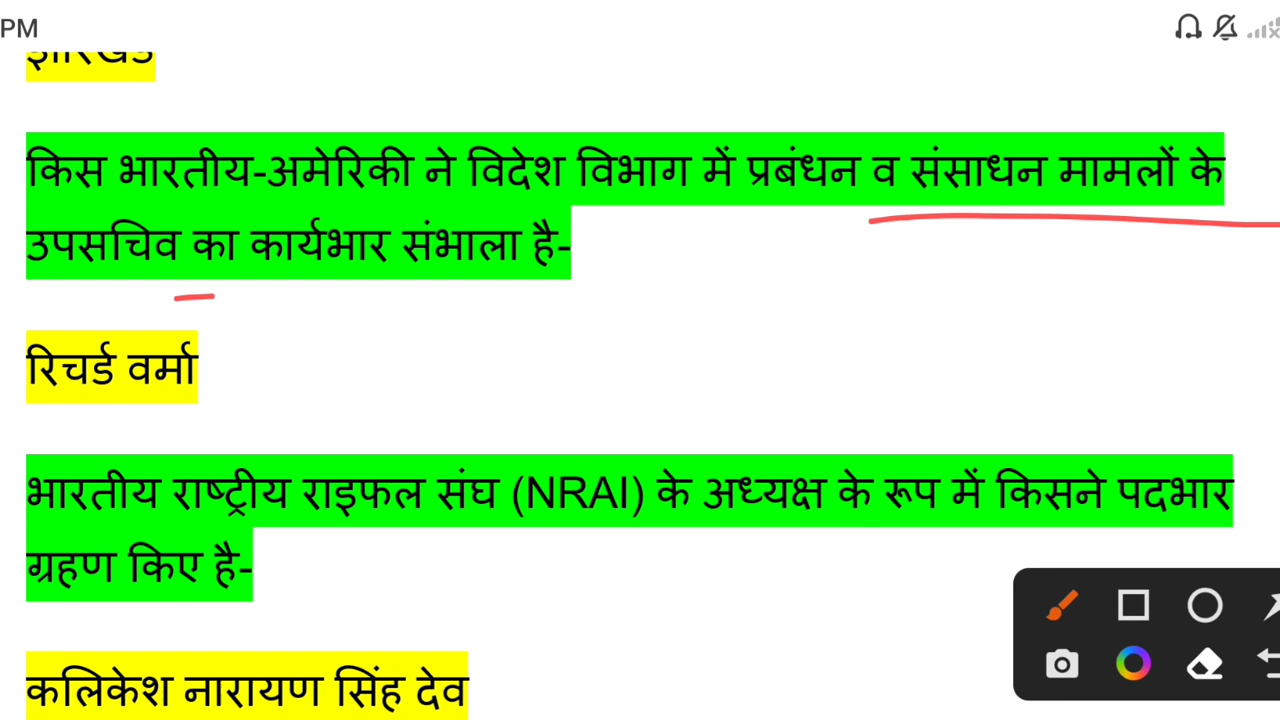 PM
झारखंड
किस भारतीय-अमेरिकी ने विदेश विभाग में प्रबंधन व संसाधन मामलों के
उपसचिव का कार्यभार संभाला है-
रिचर्ड वर्मा
भारतीय राष्ट्रीय राइफल संघ (NRAI) के अध्यक्ष के रूप में किसने पदभार
ग्रहण किए है-
कलिकेश नारायण सिंह देव